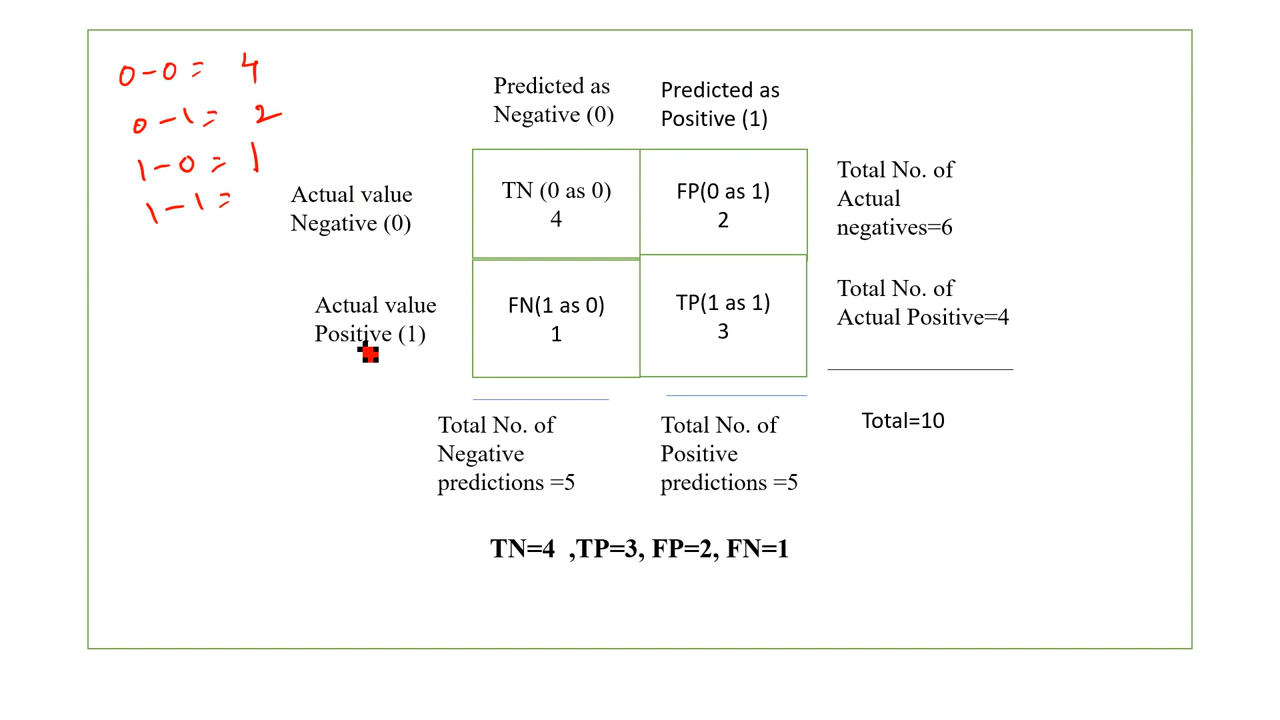 0-0 = 4
0-1 = 2
1-0 = 1
1-1 =
Predicted as
Negative (0)
Predicted as
Positive (1)
Actual value
Negative (0)
TN (0 as 0)
4
FP(0 as 1)
2
Total No. of
Actual
negatives=6
Actual value
Positive (1)
FN(1 as 0)
1
TP(1 as 1)
3
Total No. of
Actual Positive=4
Total No. of
Negative
predictions =5
Total No. of
Positive
predictions =5
Total=10
TN=4 ,TP=3, FP=2, FN=1